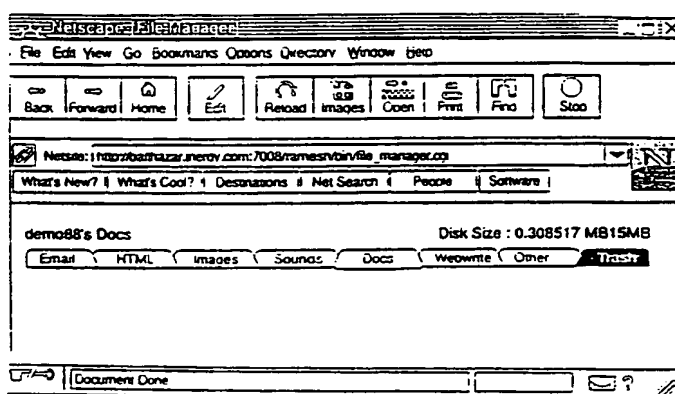 Netscape: File Manager
File Edit View Go Bookmarks Options Directory Window Help
Back Forward Home Edit Reload Images Open Print Find Stop
Netsite: http://balthazar.inerdy.com:7008/ramesh/bin/file_manager.cgi
What's New? What's Cool? Destinations Net Search People Software
demo88's Docs Disk Size : 0.308517 MB15MB
Email HTML Images Sounds Docs Webwrite Other Trash
Document Done